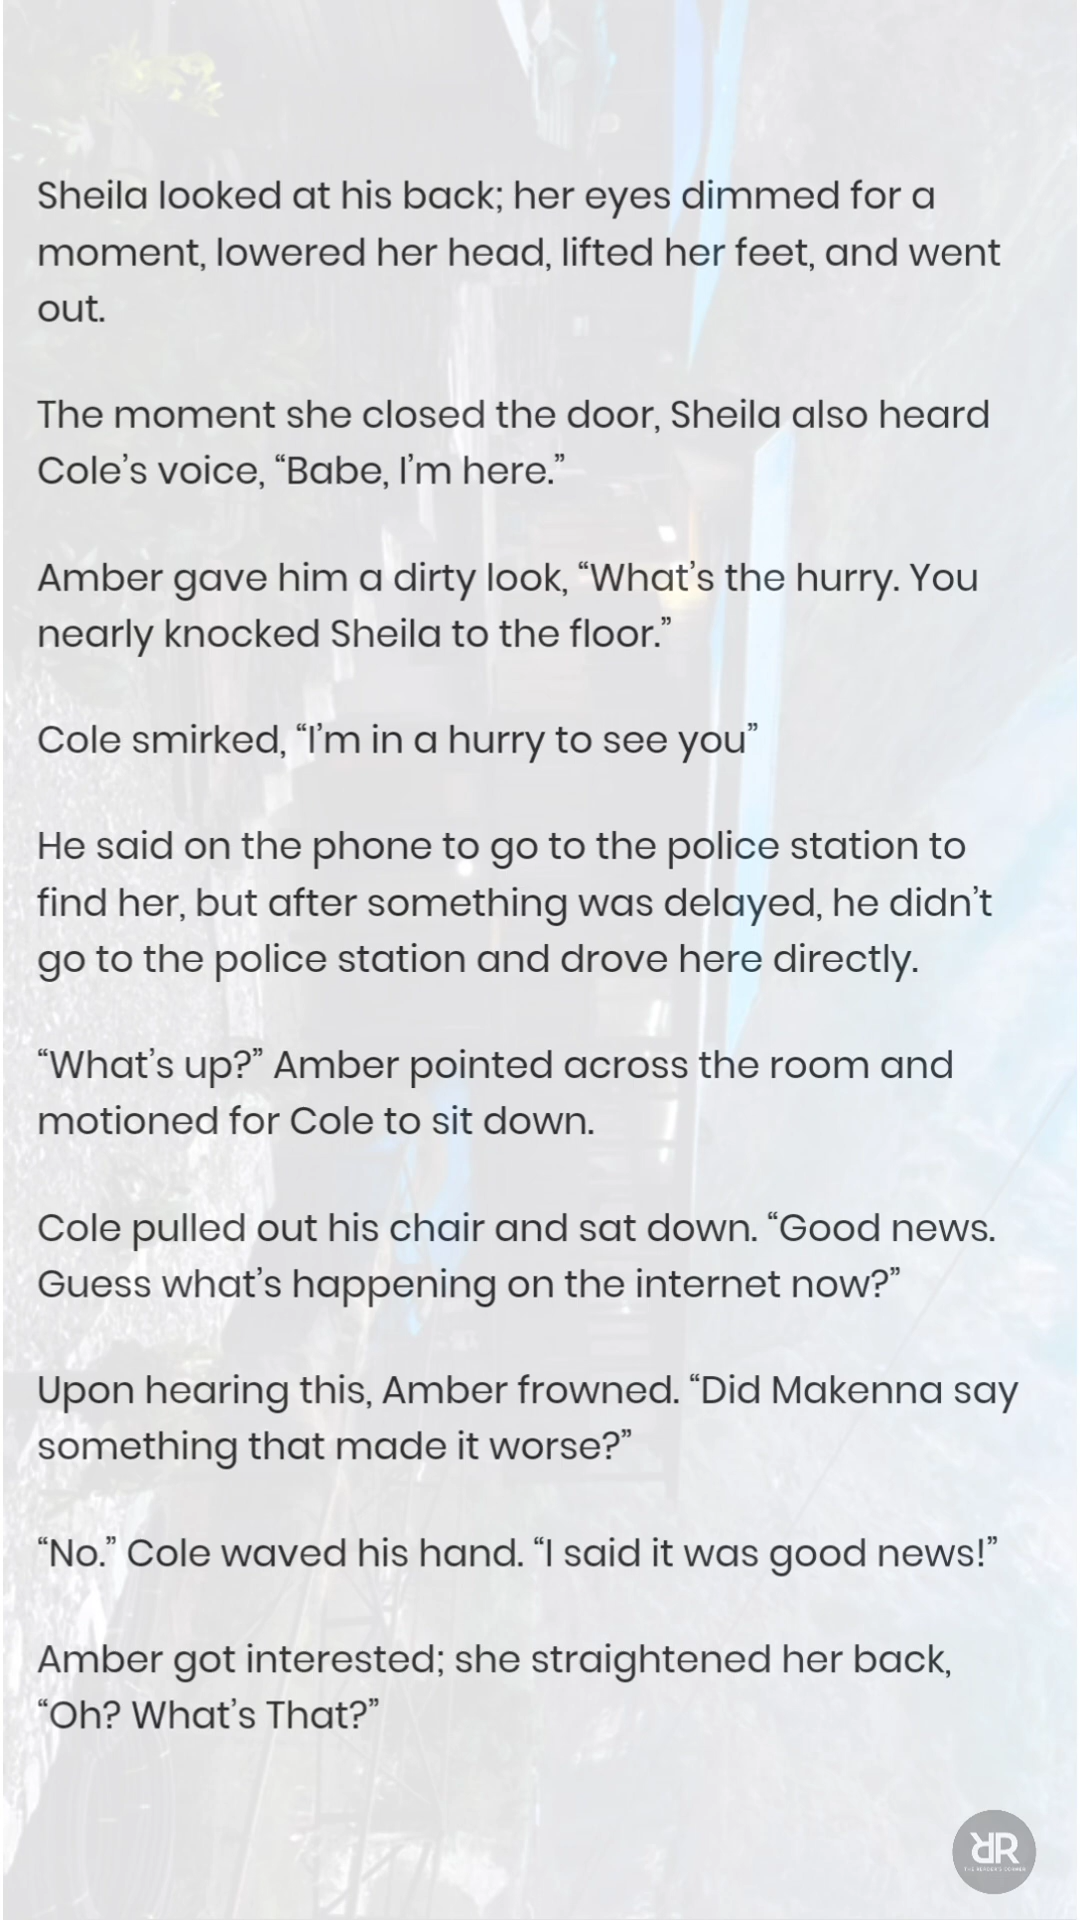 Sheila looked at his back; her eyes dimmed for a
moment, lowered her head, lifted her feet, and went
out.
The moment she closed the door, Sheila also heard
Cole’s voice, “Babe, I’m here.”
Amber gave him a dirty look, “What’s the hurry. You
nearly knocked Sheila to the floor.”
Cole smirked, “I’m in a hurry to see you”
He said on the phone to go to the police station to
find her, but after something was delayed, he didn’t
go to the police station and drove here directly.
“What’s up?” Amber pointed across the room and
motioned for Cole to sit down.
Cole pulled out his chair and sat down. “Good news.
Guess what’s happening on the internet now?”
Upon hearing this, Amber frowned. “Did Makenna say
something that made it worse?”
“No.” Cole waved his hand. “I said it was good news!”
Amber got interested; she straightened her back,
“Oh? What’s That?”
RR